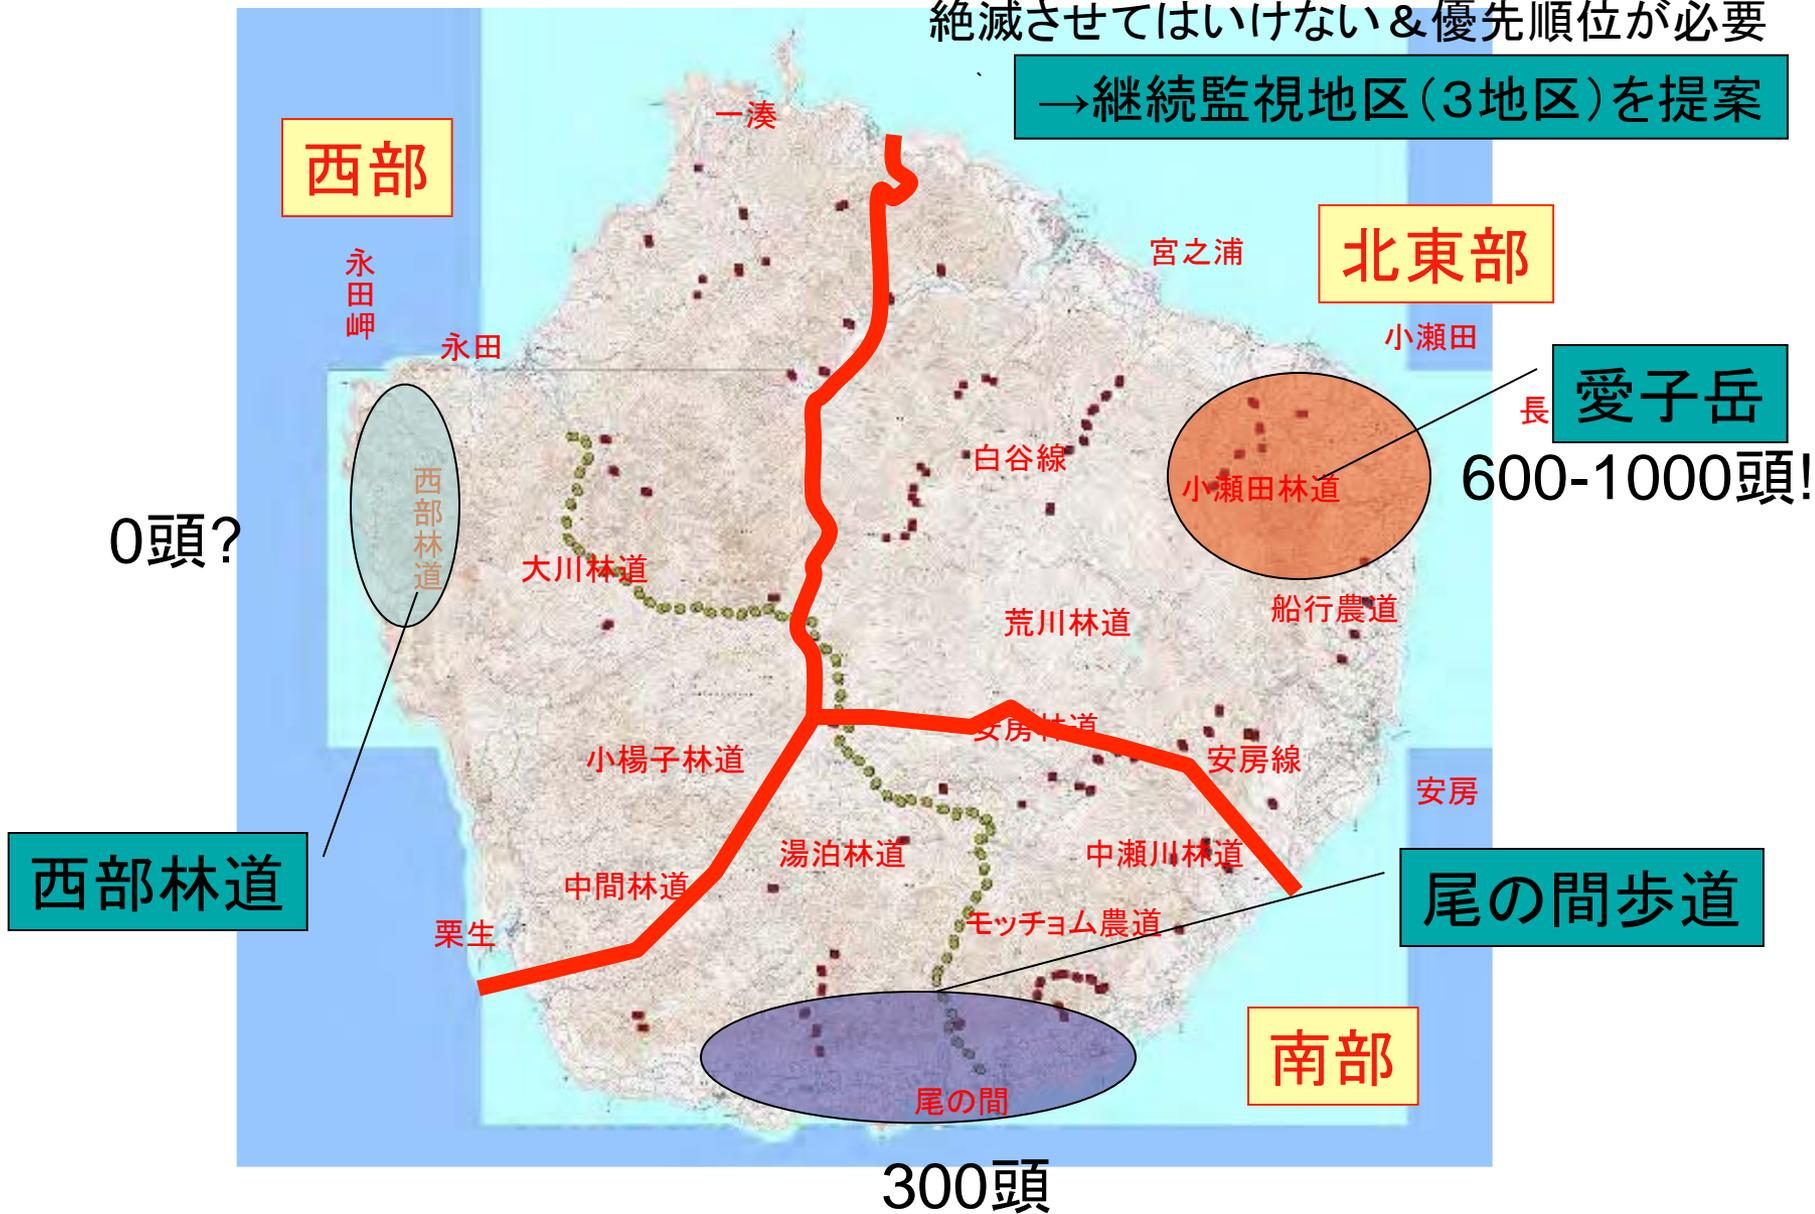 絶滅させてはいけない＆優先順位が必要
→継続監視地区（３地区）を提案
一湊
西部
永田岬
宮之浦
北東部
永田
小瀬田
愛子岳
長
600-1000頭!
白谷線
小瀬田林道
西部林道
0頭?
大川林道
荒川林道
船行農道
安房林道
小楊子林道
安房線
安房
湯泊林道
中瀬川林道
西部林道
中間林道
尾の間歩道
栗生
モッチョム農道
南部
尾の間
300頭